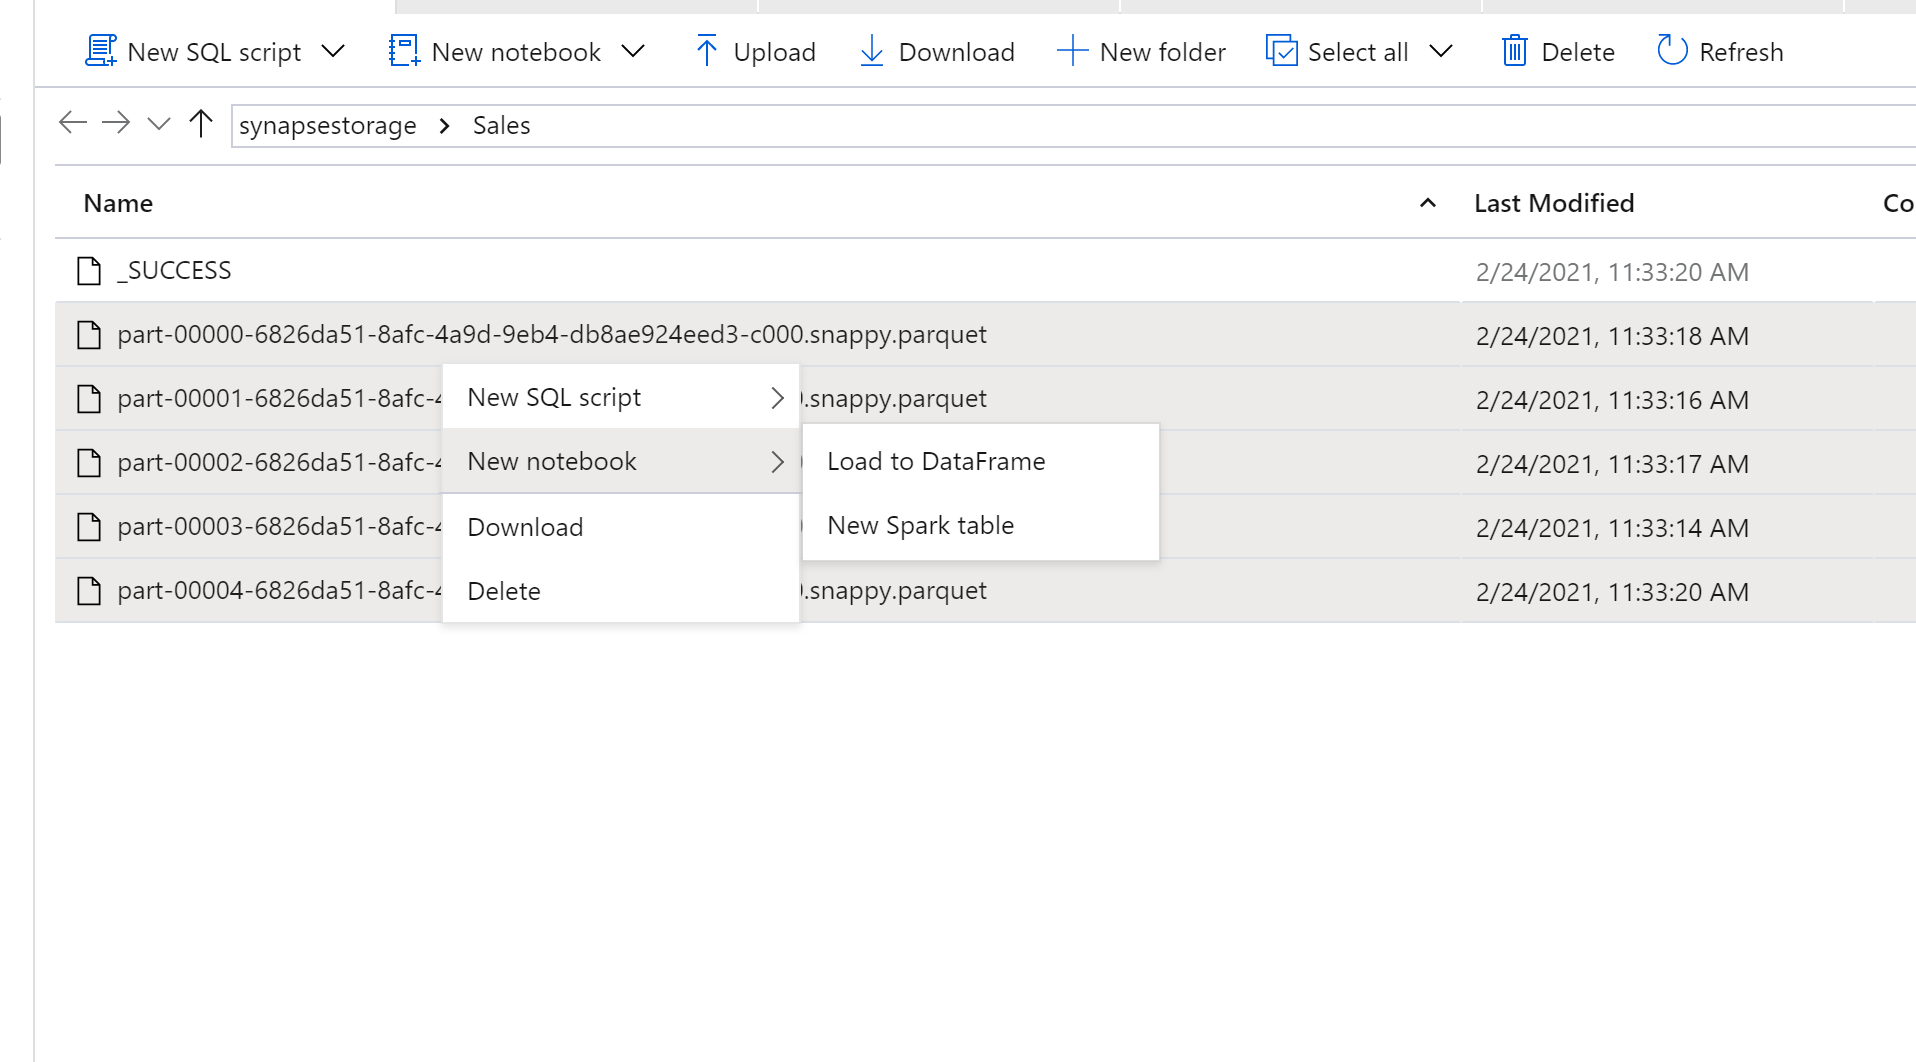 New SQL script New notebook Upload Download New folder Select all Delete Refresh
synapsestorage Sales
Name Last Modified Co
_SUCCESS 2/24/2021, 11:33:20 AM
part-00000-6826da51-8afc-4a9d-9eb4-db8ae924eed3-c000.snappy.parquet 2/24/2021, 11:33:18 AM
part-00001-6826da51-8afc- .snappy.parquet 2/24/2021, 11:33:16 AM
part-00002-6826da51-8afc- 2/24/2021, 11:33:17 AM
part-00003-6826da51-8afc- 2/24/2021, 11:33:14 AM
part-00004-6826da51-8afc- .snappy.parquet 2/24/2021, 11:33:20 AM
New SQL script
New notebook
Download
Delete
Load to DataFrame
New Spark table